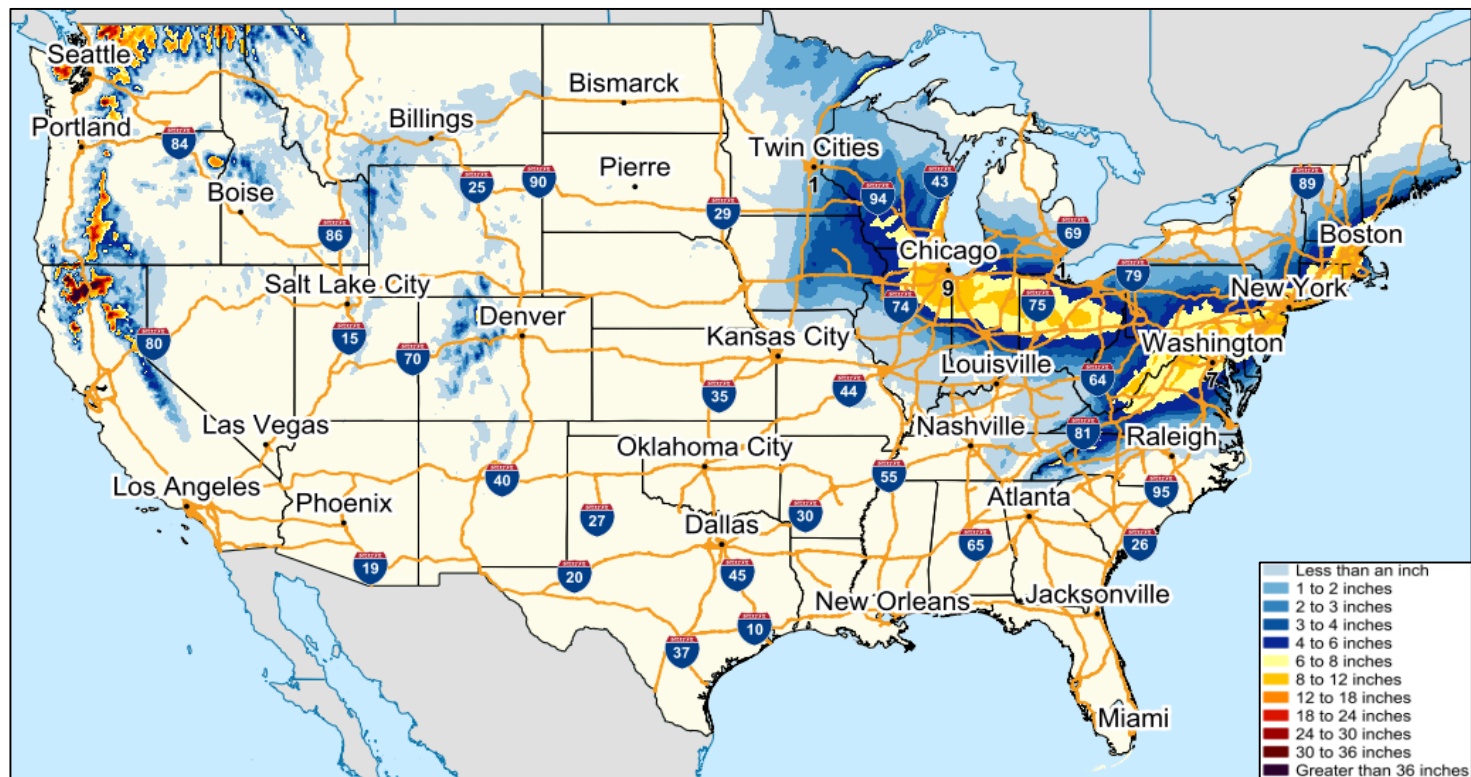 Seattle
Portland
84
Billings
Bismarck
Pierre
Twin Cities
1
Boise
86
25
90
29
94
43
69
1
89
Boston
Chicago
9
79
New York
Salt Lake City
80
15
70
Denver
74
75
Washington
7
Kansas City
Louisville
64
35
44
Las Vegas
Oklahoma City
Nashville
81
Raleigh
Los Angeles
Phoenix
40
27
30
55
Atlanta
95
19
20
Dallas
45
65
26
New Orleans
Jacksonville
10
37
Miami
Less than an inch
1 to 2 inches
2 to 3 inches
3 to 4 inches
4 to 6 inches
6 to 8 inches
8 to 12 inches
12 to 18 inches
18 to 24 inches
24 to 30 inches
30 to 36 inches
Greater than 36 inches